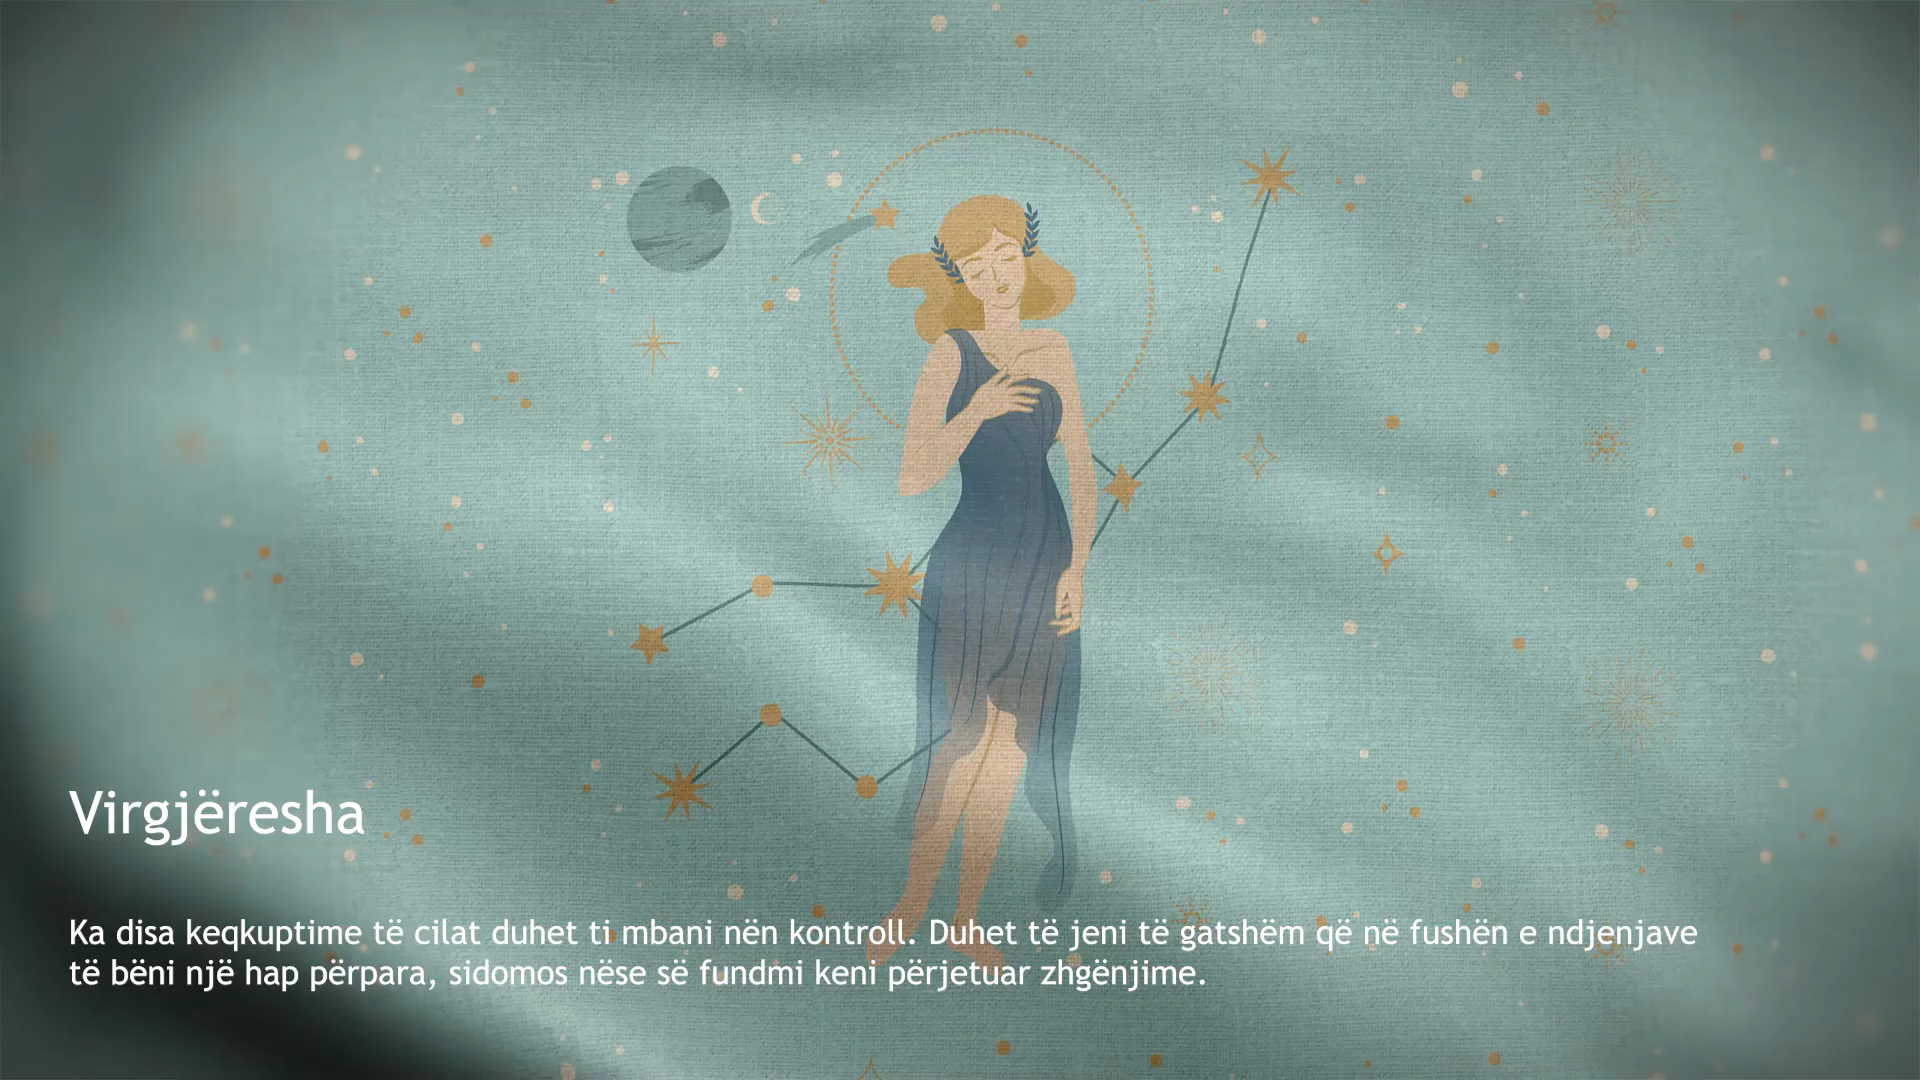 Virgjëresha
Ka disa keqkuptime të cilat duhet ti mbani nën kontroll. Duhet të jeni të gatshëm që në fushën e ndjenjave
të bëni një hap përpara, sidomos nëse së fundmi keni përjetuar zhgënjime.